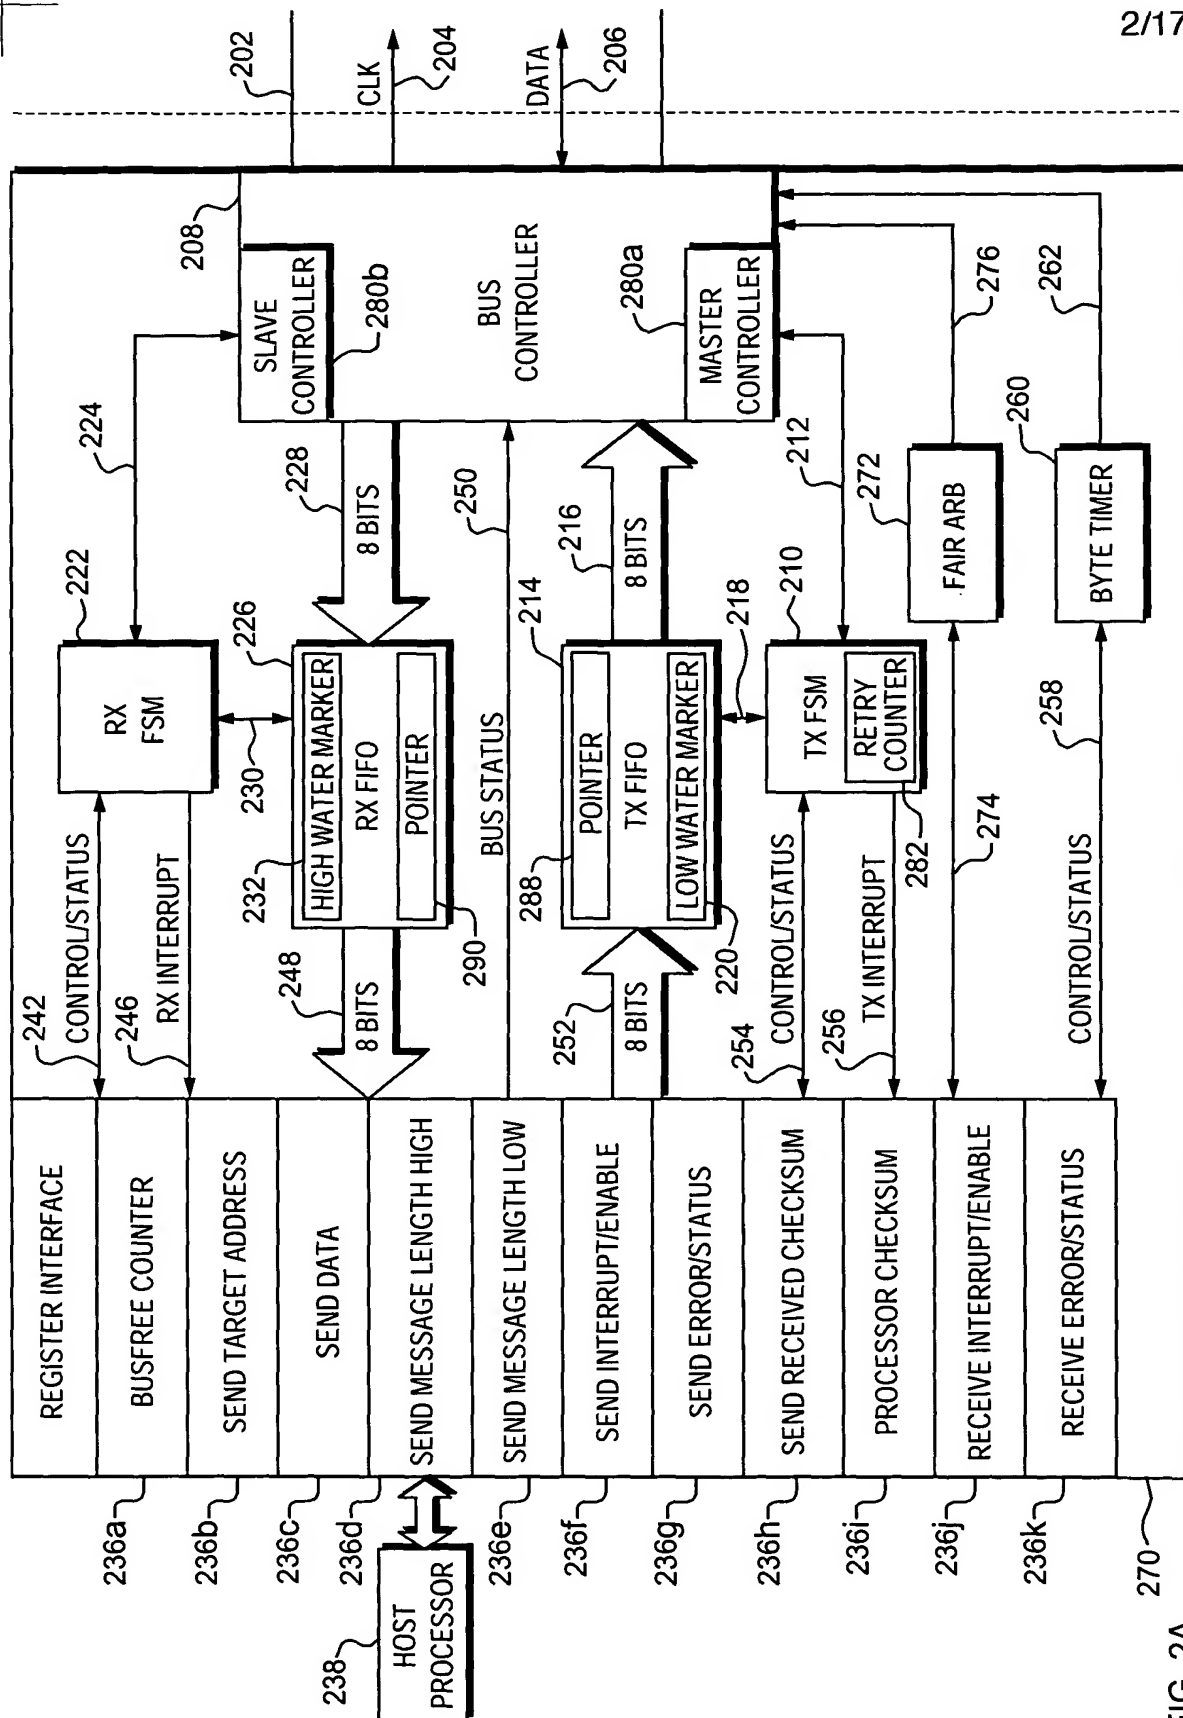 2/17
REGISTER INTERFACE
BUSFREE COUNTER
SEND TARGET ADDRESS
SEND DATA
SEND MESSAGE LENGTH HIGH
SEND MESSAGE LENGTH LOW
SEND INTERRUPT/ENABLE
SEND ERROR/STATUS
SEND RECEIVED CHECKSUM
PROCESSOR CHECKSUM
RECEIVE INTERRUPT/ENABLE
RECEIVE ERROR/STATUS
236a
236b
236c
236d
236e
236f
236g
236h
236i
236j
236k
270
238
HOST
PROCESSOR
242
CONTROL/STATUS
246
RX INTERRUPT
248
8 BITS
252
8 BITS
254
CONTROL/STATUS
256
TX INTERRUPT
274
258
CONTROL/STATUS
222
RX
FSM
230
226
232
HIGH WATER MARKER
RX FIFO
POINTER
290
BUS STATUS
250
214
288
POINTER
TX FIFO
LOW WATER MARKER
220
218
210
TX FSM
RETRY
COUNTER
282
224
228
8 BITS
216
8 BITS
212
272
FAIR ARB
276
260
BYTE TIMER
262
208
SLAVE
CONTROLLER
280b
BUS
CONTROLLER
280a
MASTER
CONTROLLER
202
CLK
204
DATA
206
FIG. 2A